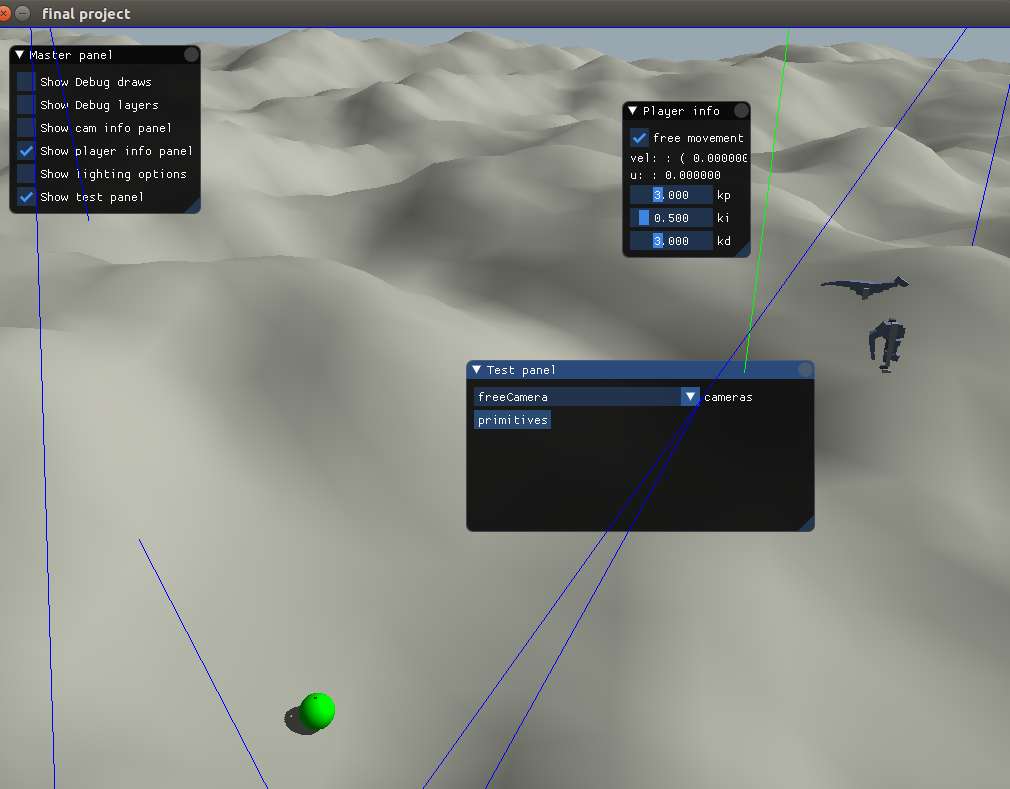 final project
Master panel
Show Debug draws
Show Debug layers
Show cam info panel
Show player info panel
Show lighting options
Show test panel
Player info
free movement
vel: : ( 0.000000
u: : 0.000000
3.000 kp
0.500 ki
3.000 kd
Test panel
freeCamera cameras
primitives